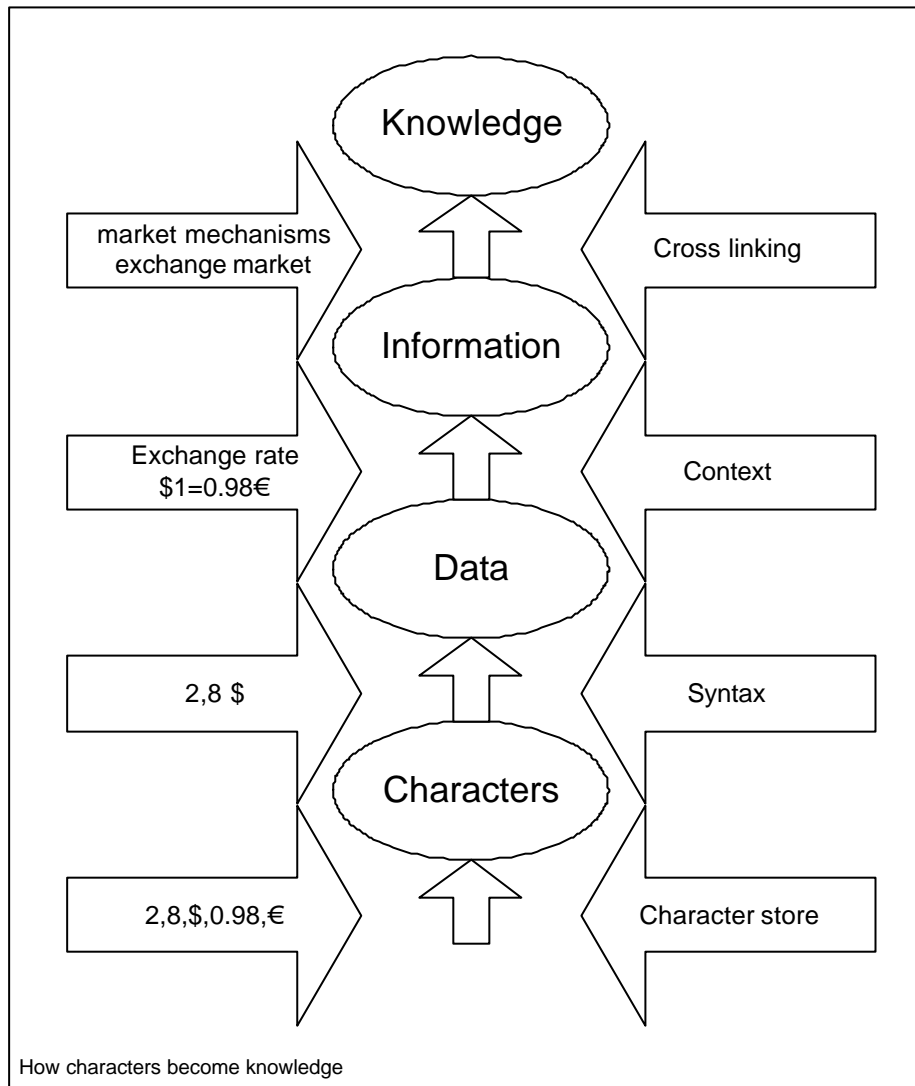 Knowledge
market mechanisms
exchange market
Cross linking
Information
Exchange rate
$1=0.98€
Context
Data
2,8 $
Syntax
Characters
2,8,$,0.98,€
Character store
How characters become knowledge